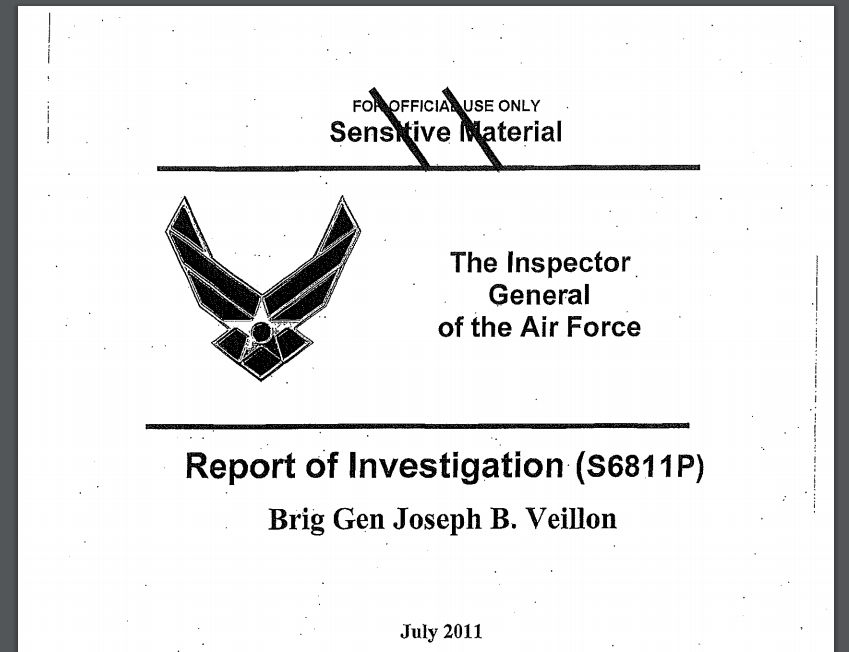 FOR OFFICIAL USE ONLY
Sensitive Material
The Inspector
General
of the Air Force
Report of Investigation (S6811P)
Brig Gen Joseph B. Veillon
July 2011